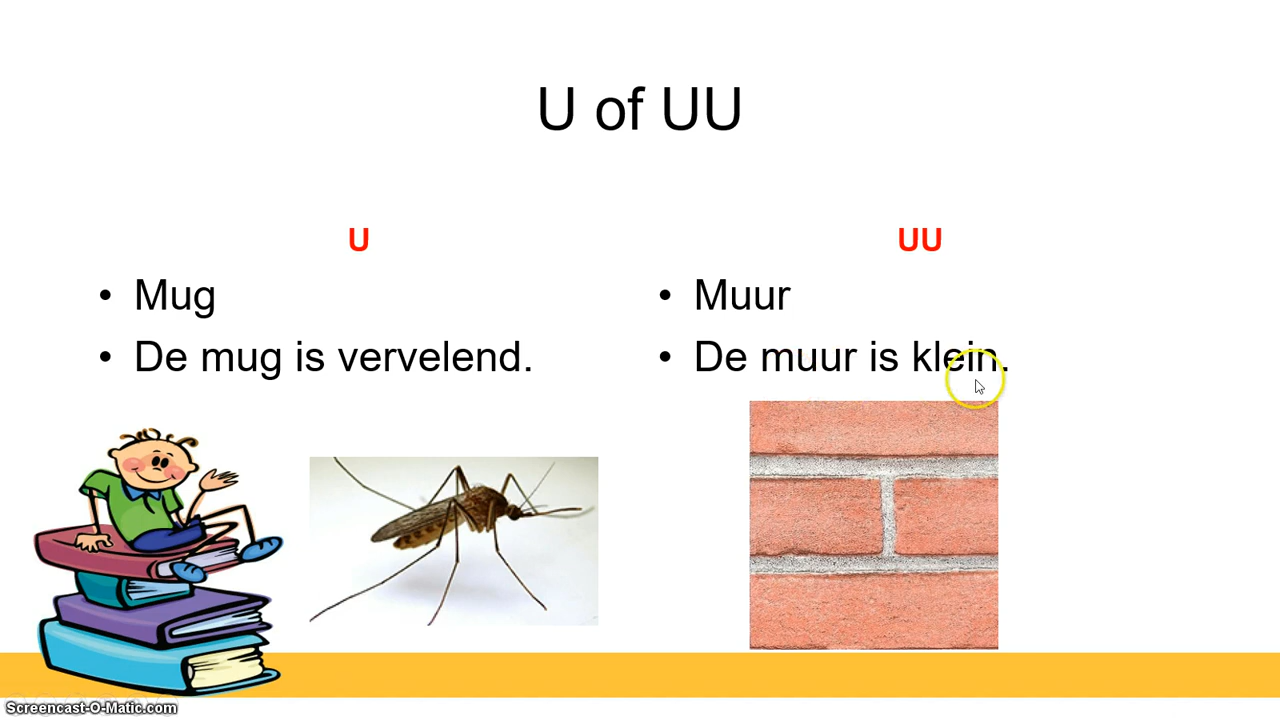 U of UU
U
Mug
De mug is vervelend.
UU
Muur
De muur is klein.
Screencast-O-Matic.com